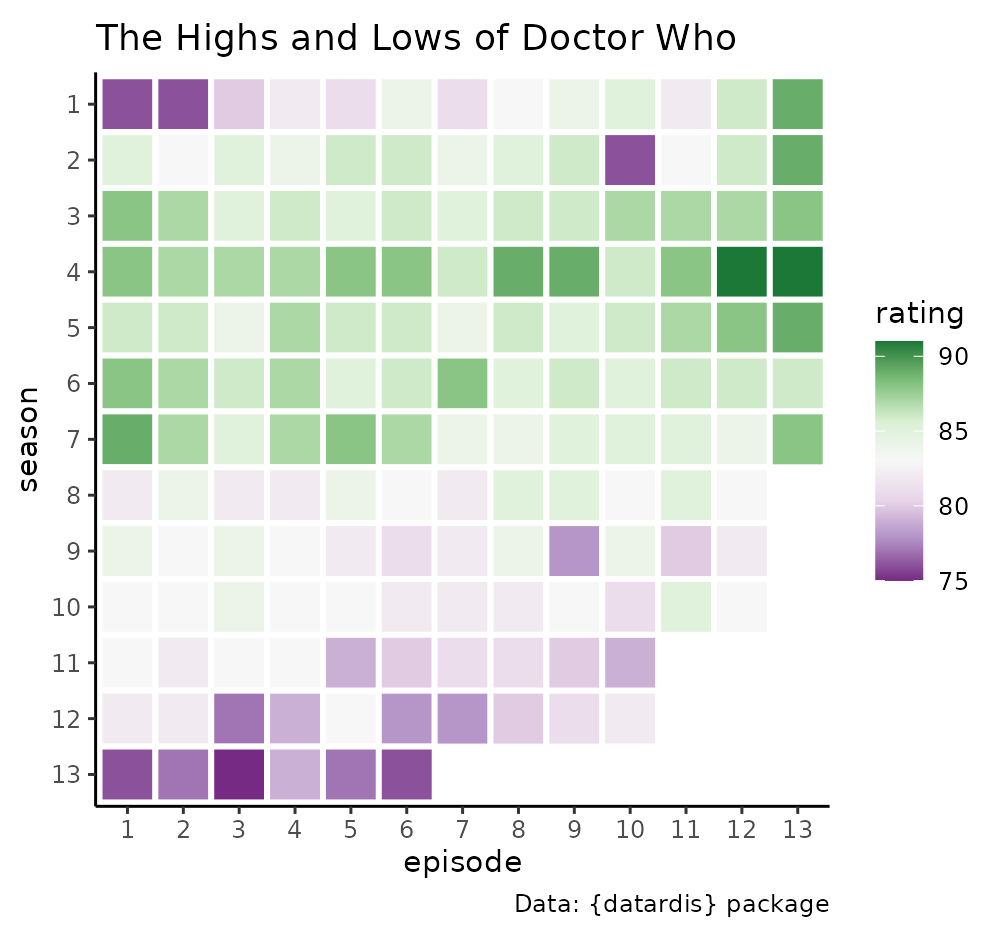 The Highs and Lows of Doctor Who
season
1
2
3
4
5
6
7
8
9
10
11
12
13
1 2 3 4 5 6 7 8 9 10 11 12 13
episode
rating
90
85
80
75
Data: {datardis} package